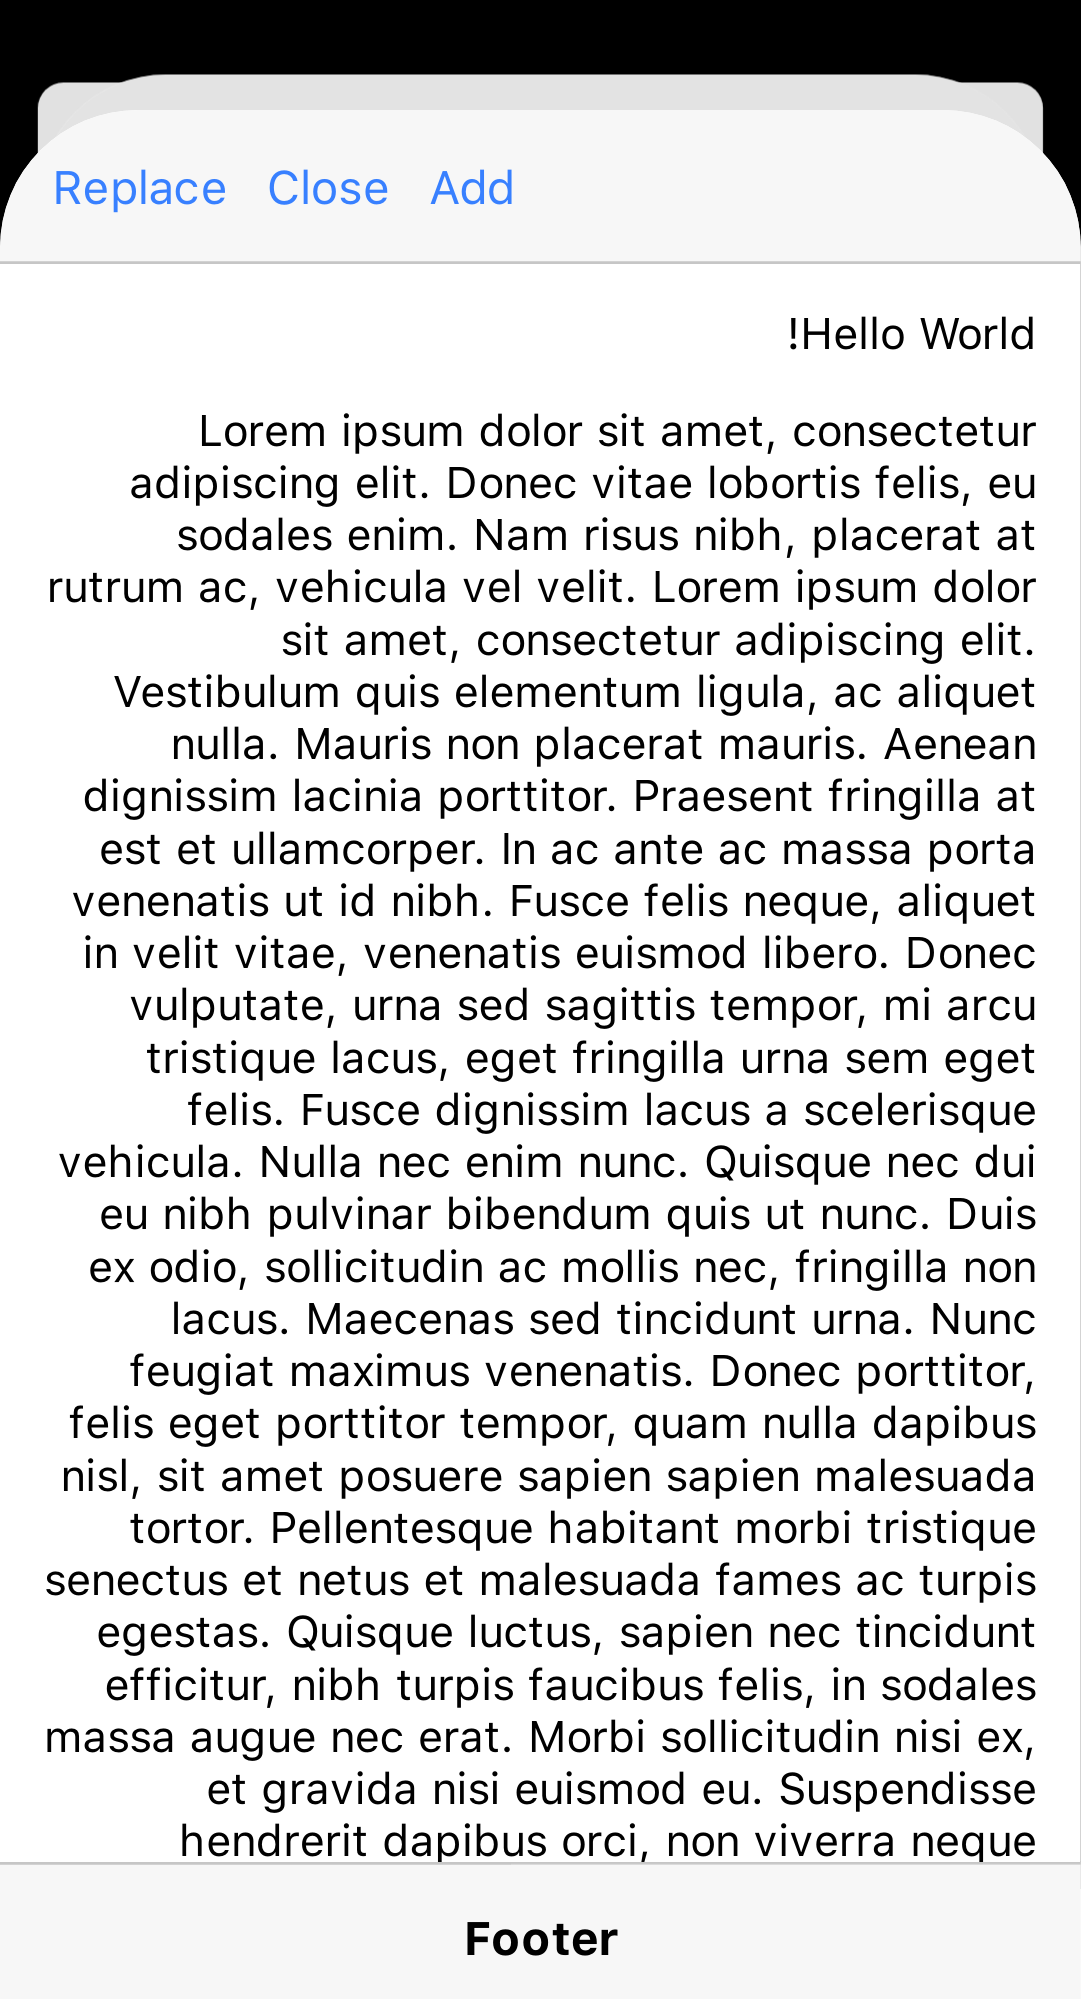 Replace Close Add
!Hello World
Lorem ipsum dolor sit amet, consectetur
adipiscing elit. Donec vitae lobortis felis, eu
sodales enim. Nam risus nibh, placerat at
rutrum ac, vehicula vel velit. Lorem ipsum dolor
sit amet, consectetur adipiscing elit.
Vestibulum quis elementum ligula, ac aliquet
nulla. Mauris non placerat mauris. Aenean
dignissim lacinia porttitor. Praesent fringilla at
est et ullamcorper. In ac ante ac massa porta
venenatis ut id nibh. Fusce felis neque, aliquet
in velit vitae, venenatis euismod libero. Donec
vulputate, urna sed sagittis tempor, mi arcu
tristique lacus, eget fringilla urna sem eget
felis. Fusce dignissim lacus a scelerisque
vehicula. Nulla nec enim nunc. Quisque nec dui
eu nibh pulvinar bibendum quis ut nunc. Duis
ex odio, sollicitudin ac mollis nec, fringilla non
lacus. Maecenas sed tincidunt urna. Nunc
feugiat maximus venenatis. Donec porttitor,
felis eget porttitor tempor, quam nulla dapibus
nisl, sit amet posuere sapien sapien malesuada
tortor. Pellentesque habitant morbi tristique
senectus et netus et malesuada fames ac turpis
egestas. Quisque luctus, sapien nec tincidunt
efficitur, nibh turpis faucibus felis, in sodales
massa augue nec erat. Morbi sollicitudin nisi ex,
et gravida nisi euismod eu. Suspendisse
hendrerit dapibus orci, non viverra neque
Footer